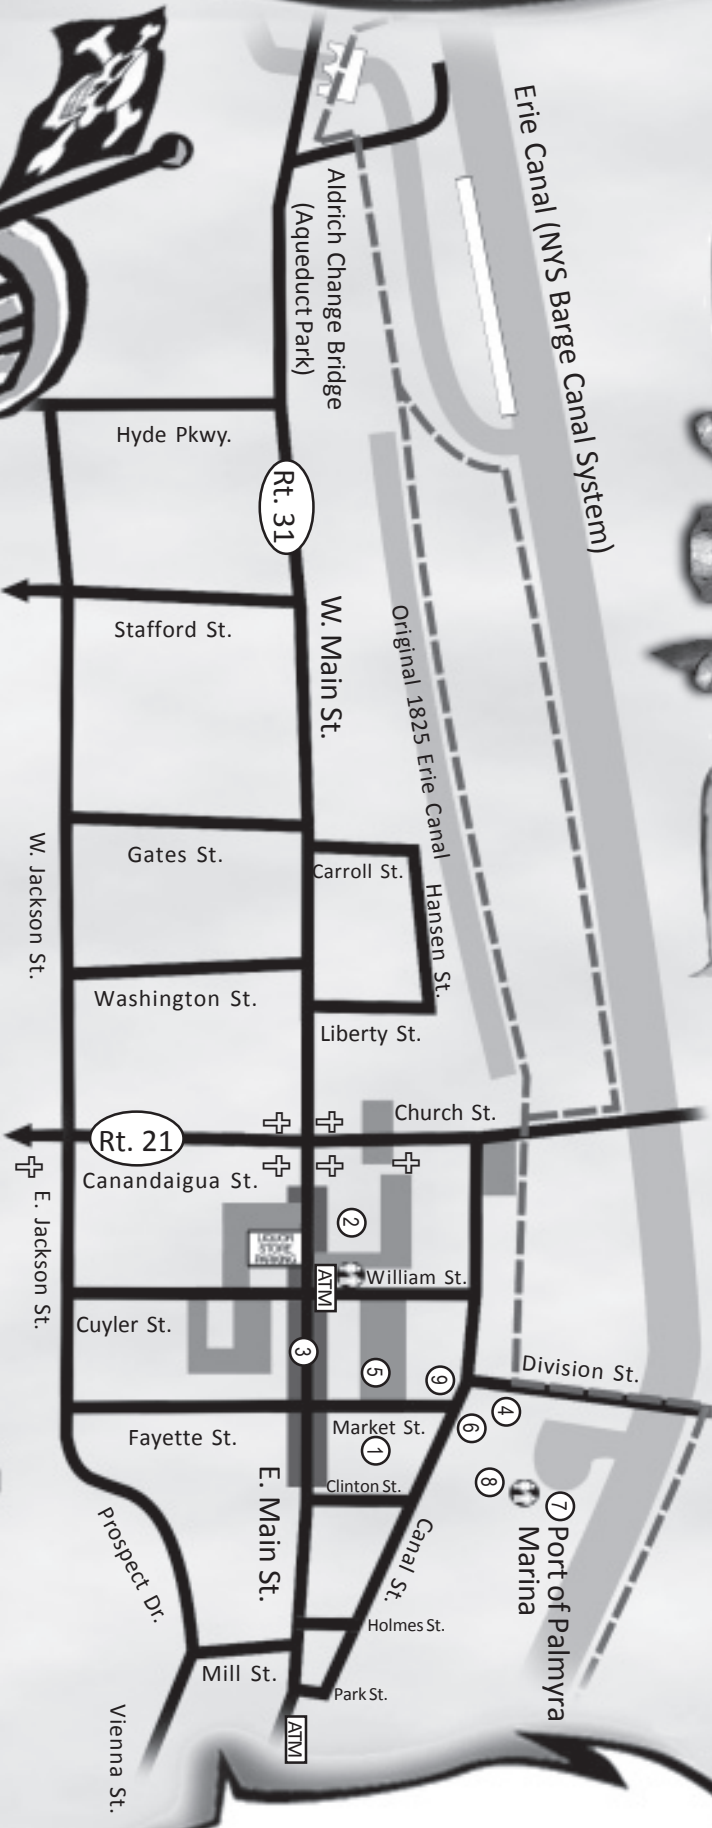 Erie Canal (NYS Barge Canal System)
Aldrich Change Bridge
(Aqueduct Park)
Hyde Pkwy.
Rt. 31
W. Main St.
Stafford St.
Original 1825 Erie Canal
Gates St.
Carroll St.
Hansen St.
W. Jackson St.
Washington St.
Liberty St.
Church St.
Rt. 21
Canandaigua St.
E. Jackson St.
2
ATM
William St.
Cuyler St.
3
5
9
Division St.
4
6
Market St.
1
Fayette St.
Clinton St.
8
7
Port of Palmyra
Marina
E. Main St.
Canal St.
Prospect Dr.
Holmes St.
Mill St.
Park St.
ATM
Vienna St.